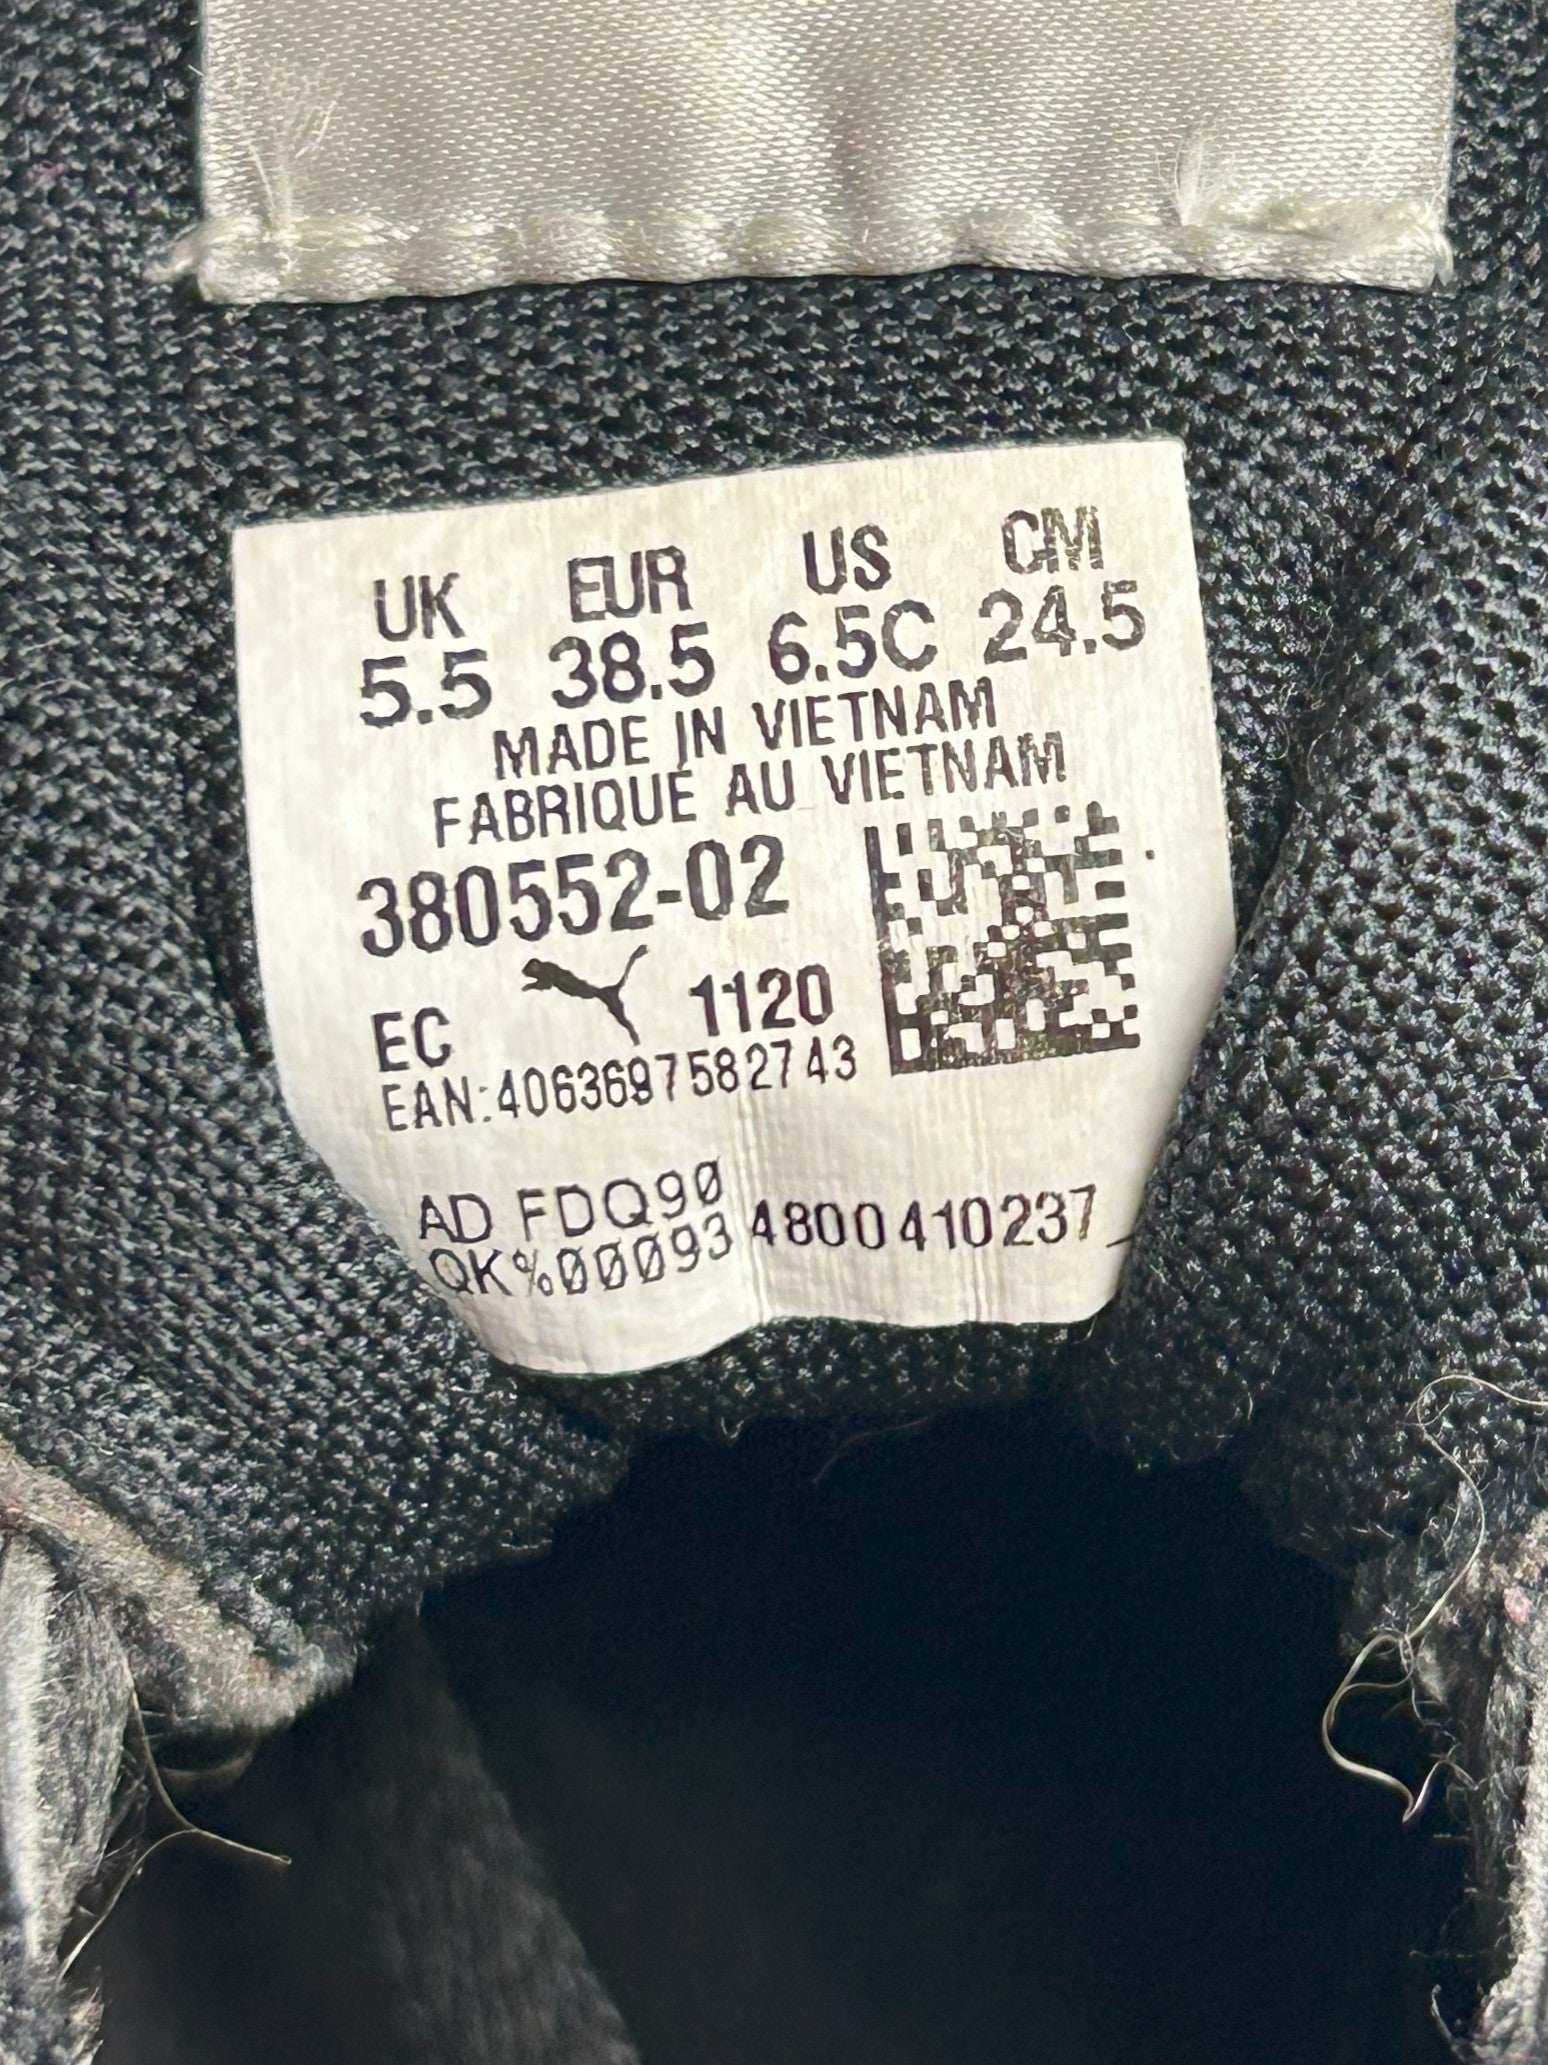 UK EUR US CM
5.5 38.5 6.5C 24.5
MADE IN VIETNAM
FABRIQUÉ AU VIETNAM
380552-02
EC 1120
EAN:4063697582743
AD FDQ90
QK%00093 4800410237